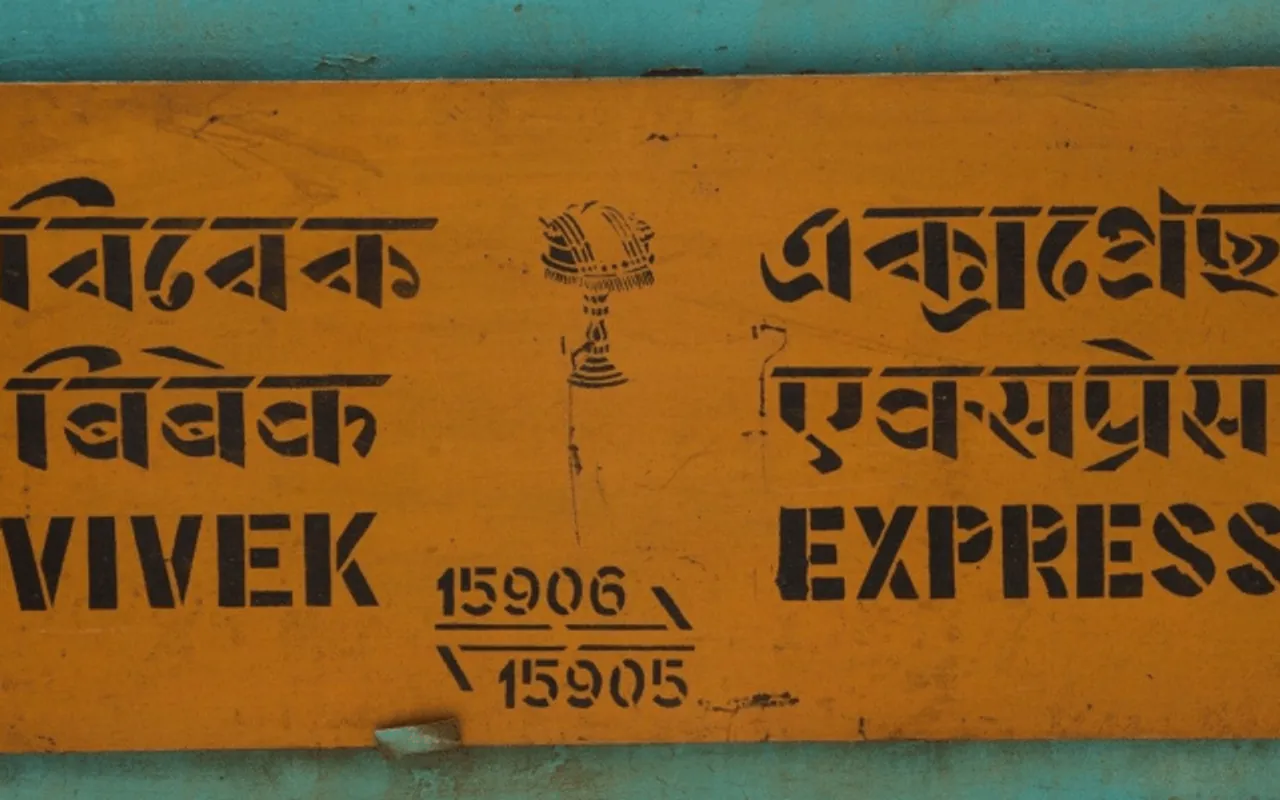 বিবেক এক্সপ্রেছ
बिबेक एक्सप्रेस
VIVEK EXPRESS
15906
15905